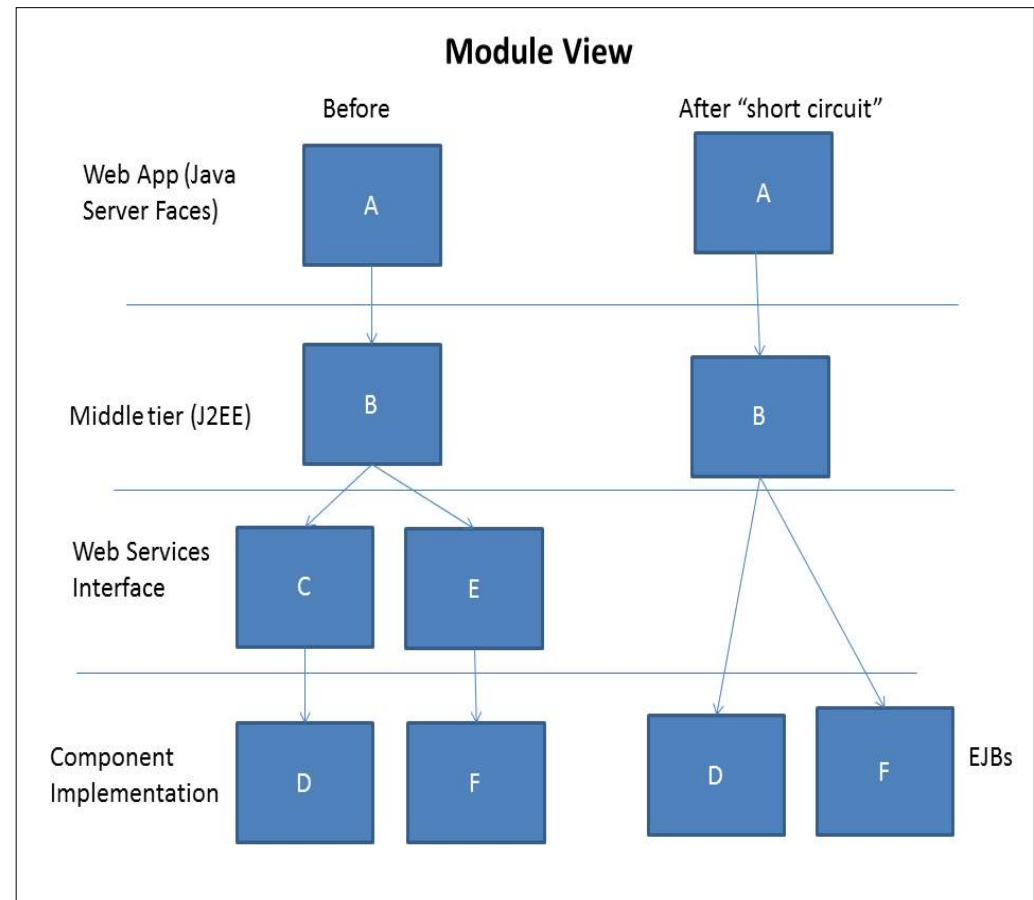 Module View
Before
After “short circuit”
Web App (Java
Server Faces)
A
A
Middle tier (J2EE)
B
B
Web Services
Interface
C
E
Component
Implementation
D
F
D
F
EJBs